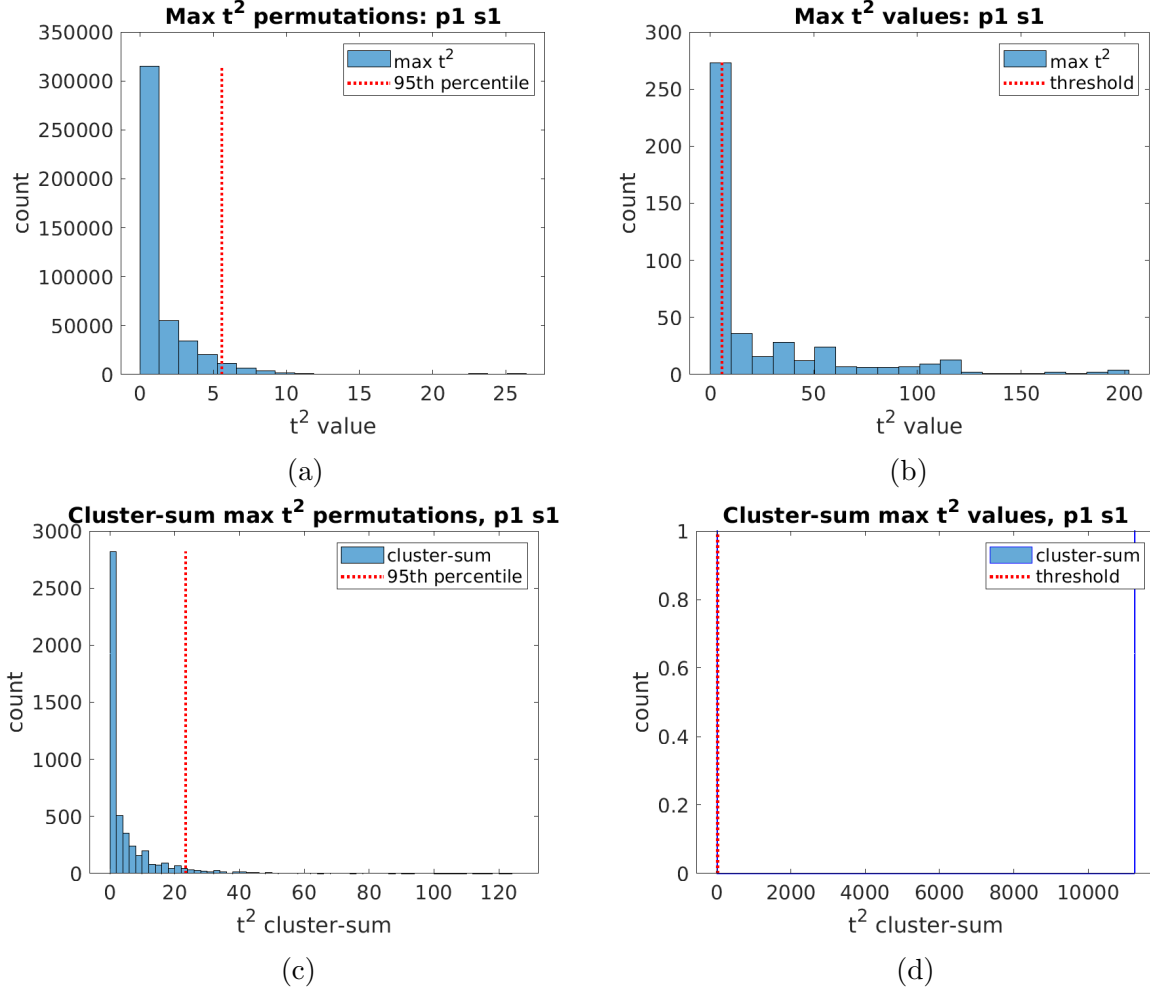 Max t² permutations: p1 s1
350000
300000
250000
200000
150000
100000
50000
0
count
0 5 10 15 20 25
t² value
max t²
95th percentile
(a)
Max t² values: p1 s1
300
250
200
150
100
50
0
count
0 50 100 150 200
t² value
max t²
threshold
(b)
Cluster-sum max t² permutations, p1 s1
3000
2500
2000
1500
1000
500
0
count
0 20 40 60 80 100 120
t² cluster-sum
cluster-sum
95th percentile
(c)
Cluster-sum max t² values, p1 s1
1
0.8
0.6
0.4
0.2
0
count
0 2000 4000 6000 8000 10000
t² cluster-sum
cluster-sum
threshold
(d)